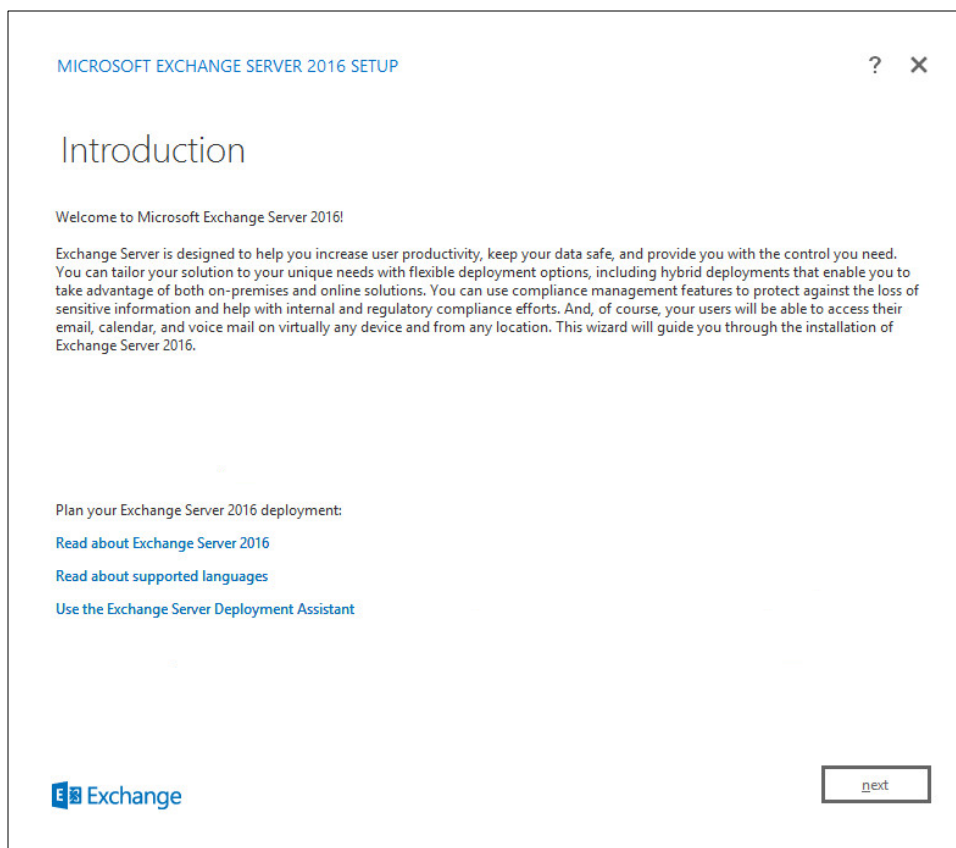 MICROSOFT EXCHANGE SERVER 2016 SETUP
?
Introduction
Welcome to Microsoft Exchange Server 2016!
Exchange Server is designed to help you increase user productivity, keep your data safe, and provide you with the control you need.
You can tailor your solution to your unique needs with flexible deployment options, including hybrid deployments that enable you to
take advantage of both on-premises and online solutions. You can use compliance management features to protect against the loss of
sensitive information and help with internal and regulatory compliance efforts. And, of course, your users will be able to access their
email, calendar, and voice mail on virtually any device and from any location. This wizard will guide you through the installation of
Exchange Server 2016.
Plan your Exchange Server 2016 deployment:
Read about Exchange Server 2016
Read about supported languages
Use the Exchange Server Deployment Assistant
E Exchange
next